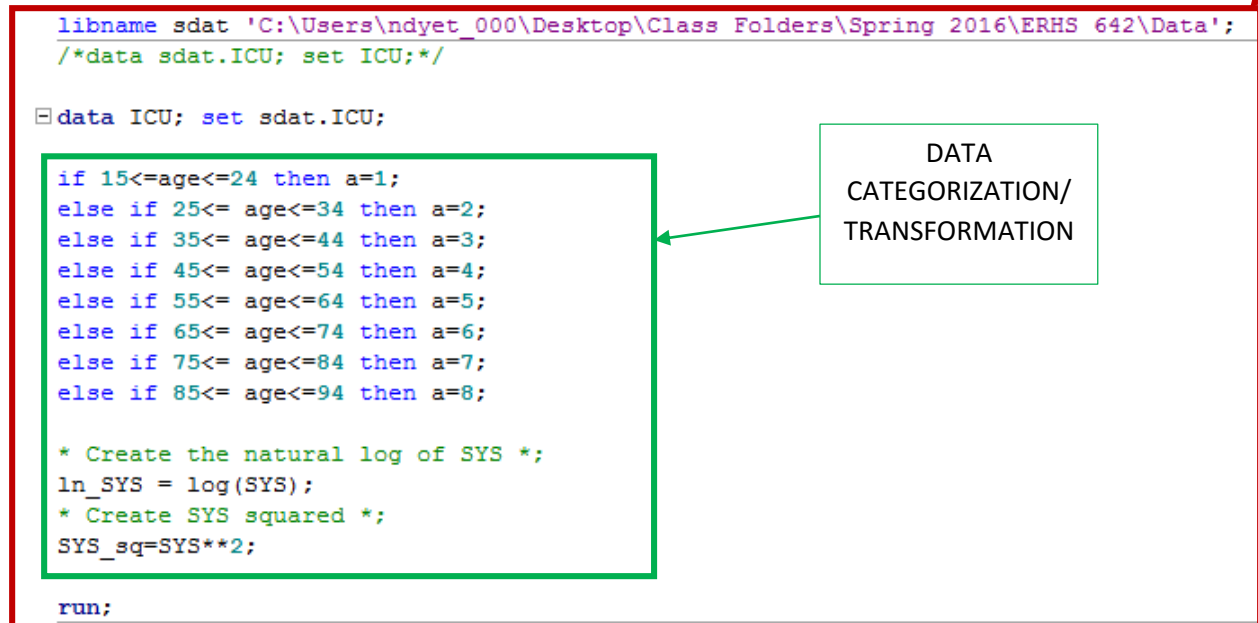 libname sdat 'C:\Users\ndyet_000\Desktop\Class Folders\Spring 2016\ERHS 642\Data';
/*data sdat.ICU; set ICU;*/
data ICU; set sdat.ICU;
if 15<=age<=24 then a=1;
else if 25<= age<=34 then a=2;
else if 35<= age<=44 then a=3;
else if 45<= age<=54 then a=4;
else if 55<= age<=64 then a=5;
else if 65<= age<=74 then a=6;
else if 75<= age<=84 then a=7;
else if 85<= age<=94 then a=8;
* Create the natural log of SYS *;
ln_SYS = log(SYS);
* Create SYS squared *;
SYS_sq=SYS**2;
run;
DATA
CATEGORIZATION/
TRANSFORMATION